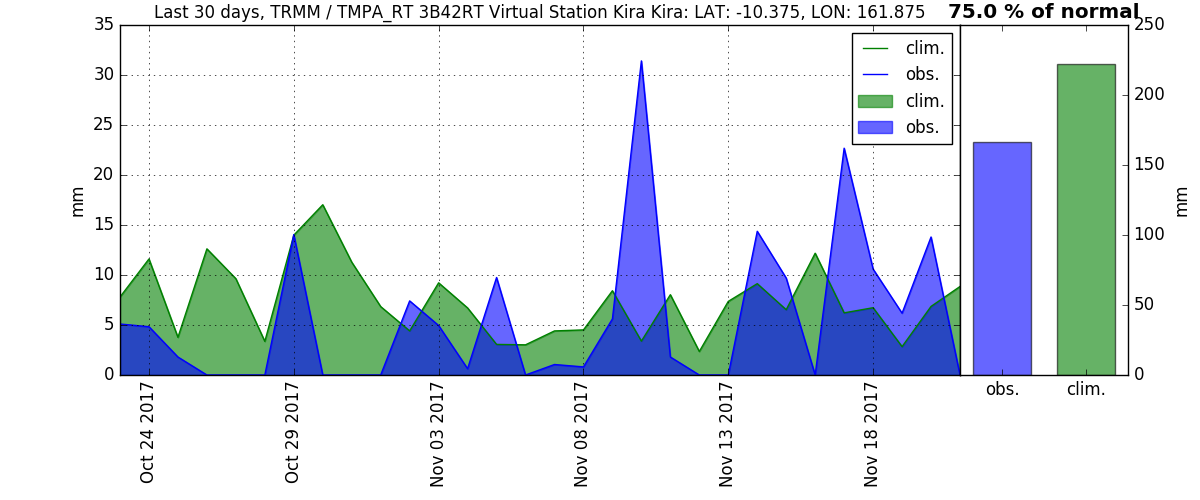 Last 30 days, TRMM / TMPA_RT 3B42RT Virtual Station Kira Kira: LAT: -10.375, LON: 161.875
75.0 % of normal
35
30
25
20
15
10
5
0
mm
clim.
obs.
clim.
obs.
Oct 24 2017
Oct 29 2017
Nov 03 2017
Nov 08 2017
Nov 13 2017
Nov 18 2017
250
200
150
100
50
0
mm
obs.
clim.